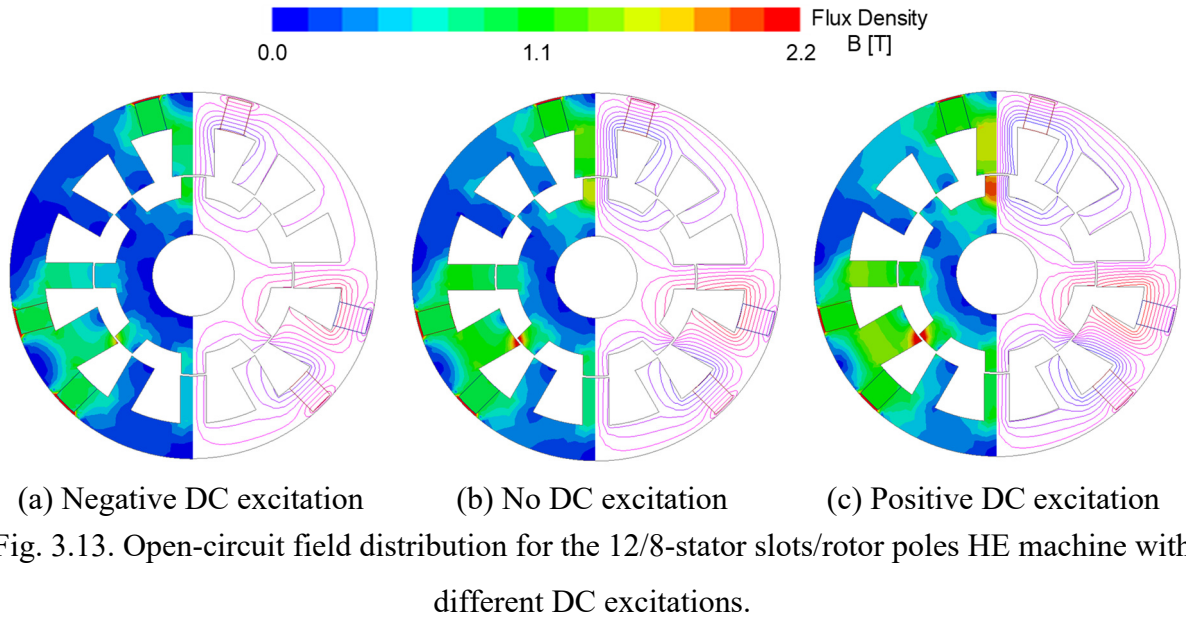 Flux Density
B [T]
0.0 1.1 2.2
(a) Negative DC excitation (b) No DC excitation (c) Positive DC excitation
Fig. 3.13. Open-circuit field distribution for the 12/8-stator slots/rotor poles HE machine with
different DC excitations.